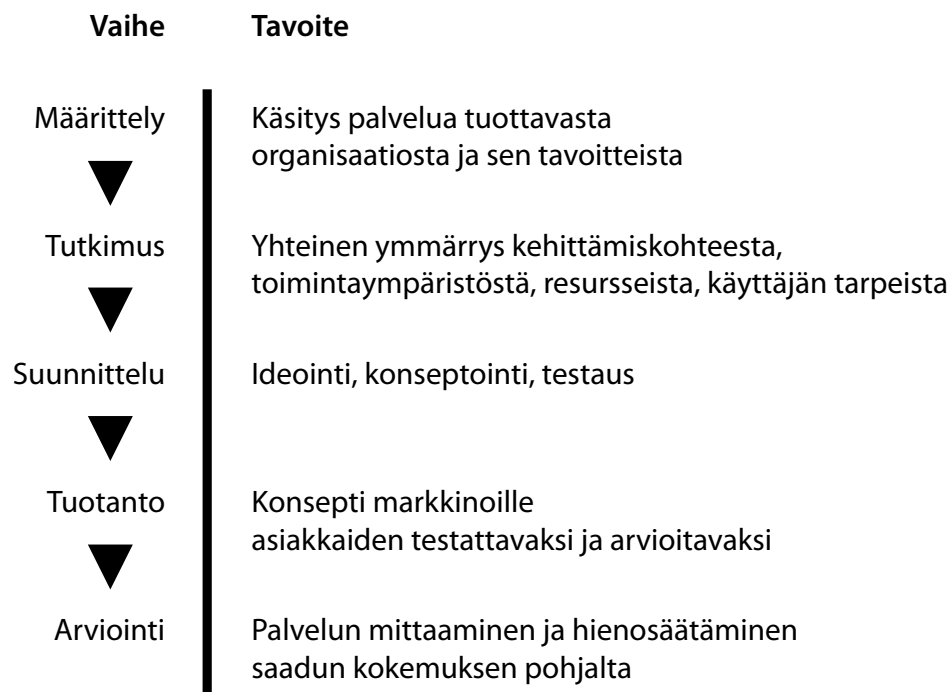 Vaihe Tavoite
Määrittely Käsitys palvelua tuottavasta
organisaatiosta ja sen tavoitteista
Tutkimus Yhteinen ymmärrys kehittämiskohteesta,
toimintaympäristöstä, resursseista, käyttäjän tarpeista
Suunnittelu Ideointi, konseptointi, testaus
Tuotanto Konsepti markkinoille
asiakkaiden testattavaksi ja arvioitavaksi
Arviointi Palvelun mittaaminen ja hienosäätäminen
saadun kokemuksen pohjalta